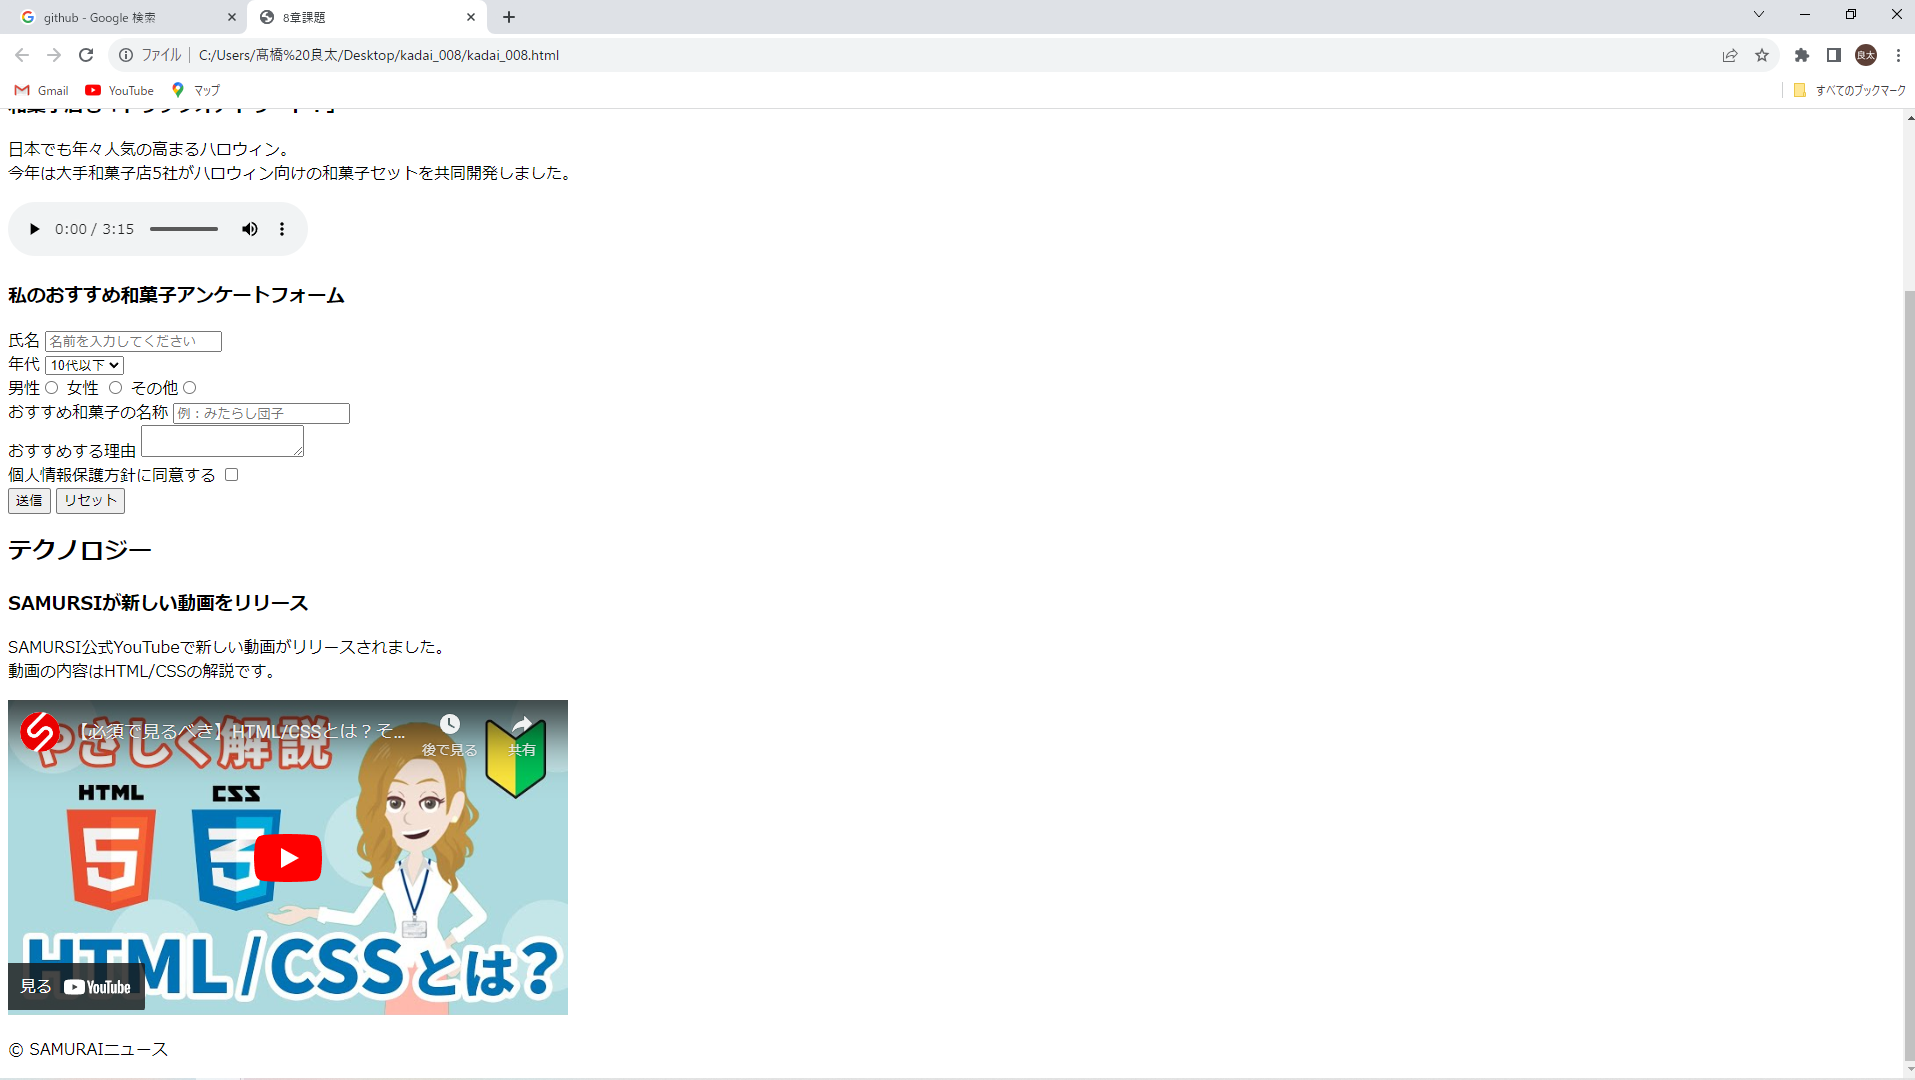 github - Google 検索
8章課題
ファイル
C:/Users/髙橋%20良太/Desktop/kadai_008/kadai_008.html
良太
Gmail
YouTube
マップ
すべてのブックマーク
日本でも年々人気の高まるハロウィン。
今年は大手和菓子店5社がハロウィン向けの和菓子セットを共同開発しました。
0:00 / 3:15
私のおすすめ和菓子アンケートフォーム
氏名 名前を入力してください
年代 10代以下
男性 女性 その他
おすすめ和菓子の名称 例：みたらし団子
おすすめする理由
個人情報保護方針に同意する
送信 リセット
テクノロジー
SAMURSIが新しい動画をリリース
SAMURSI公式YouTubeで新しい動画がリリースされました。
動画の内容はHTML/CSSの解説です。
【必須で見るべき】HTML/CSSとは？そ...
後で見る
共有
やさしく解説
HTML
CSS
5
3
HTML/CSSとは？
見る YouTube
© SAMURAIニュース